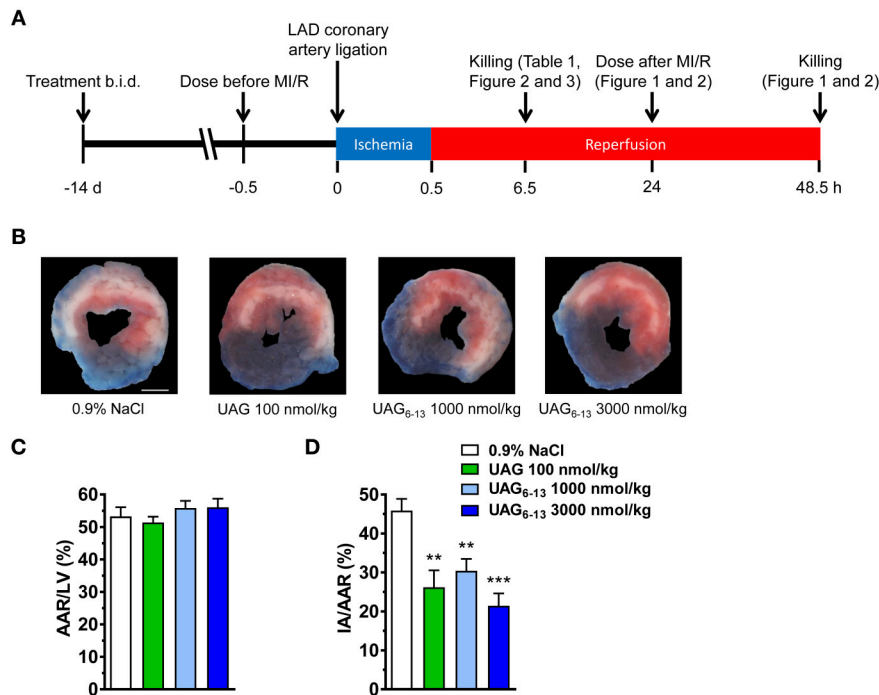 A
LAD coronary
artery ligation
Treatment b.i.d.
Dose before MI/R
Killing (Table 1,
Figure 2 and 3)
Dose after MI/R
(Figure 1 and 2)
Killing
(Figure 1 and 2)
Ischemia
Reperfusion
-14 d
-0.5
0
0.5
6.5
24
48.5 h
B
0.9% NaCl
UAG 100 nmol/kg
UAG6-13 1000 nmol/kg
UAG6-13 3000 nmol/kg
C
AAR/LV (%)
60
50
40
30
20
10
0
D
0.9% NaCl
UAG 100 nmol/kg
UAG6-13 1000 nmol/kg
UAG6-13 3000 nmol/kg
IA/AAR (%)
50
40
30
20
10
0
**
**
***